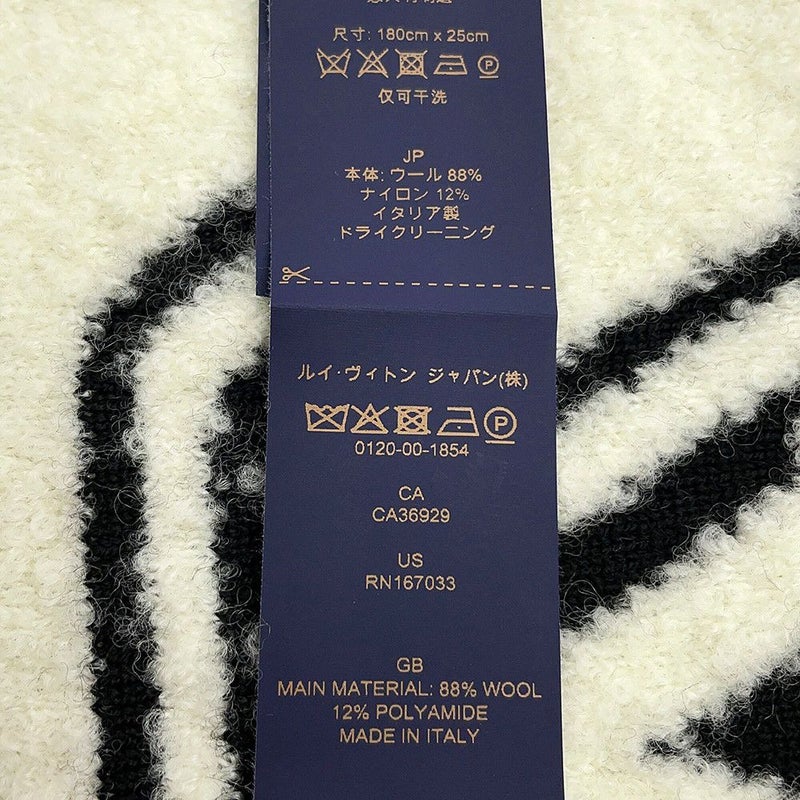 尺寸: 180cm x 25cm
仅可干洗
JP
本体: ウール 88%
ナイロン 12%
イタリア製
ドライクリーニング
ルイ･ヴィトン ジャパン(株)
P
0120-00-1854
CA
CA36929
US
RN167033
GB
MAIN MATERIAL: 88% WOOL
12% POLYAMIDE
MADE IN ITALY